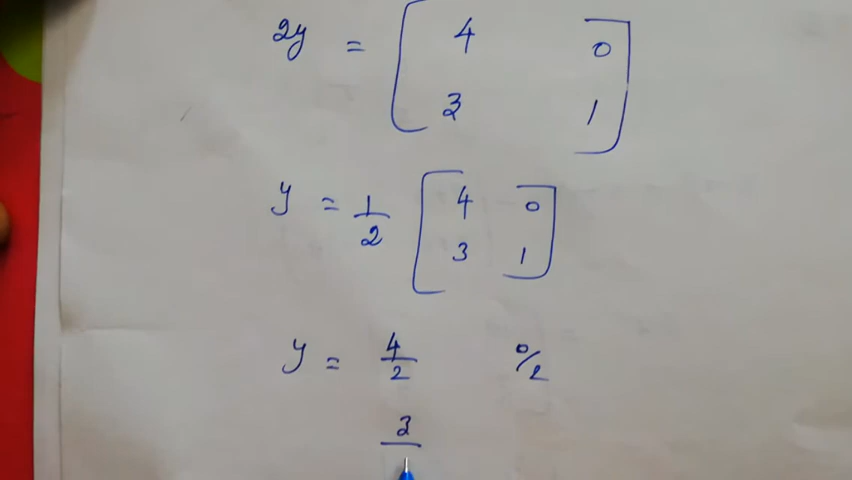 2y = [ 4 0
3 1 ]
y = 1/2 [ 4 0
3 1 ]
y = 4/2 0/2
3